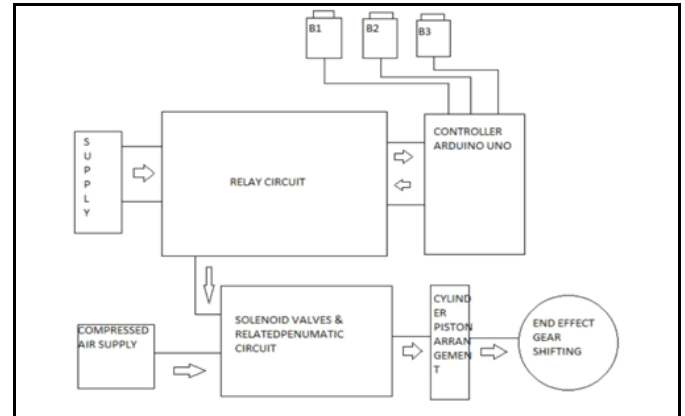 B1
B2
B3
S
U
P
P
L
Y
RELAY CIRCUIT
CONTROLLER
ARDUINO UNO
COMPRESSED
AIR SUPPLY
SOLENOID VALVES &
RELATEDPENUMATIC
CIRCUIT
CYLIND
ER
PISTON
ARRAN
GEMEN
T
END EFFECT
GEAR
SHIFTING